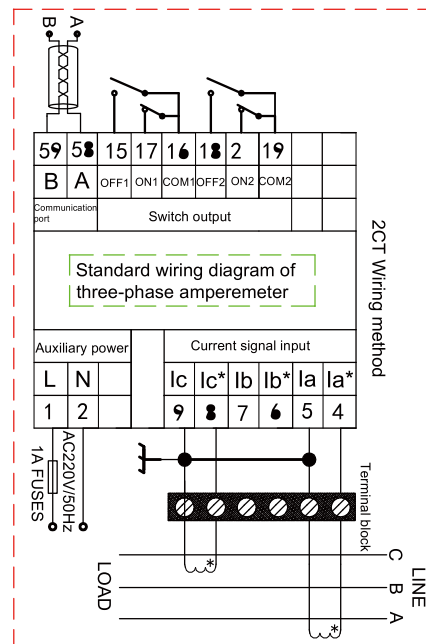 B A
59 58 15 17 16 18 2 19
B A OFF1 ON1 COM1 OFF2 ON2 COM2
Communication port Switch output
Standard wiring diagram of
three-phase amperemeter
2CT Wiring method
Auxiliary power Current signal input
L N Ic Ic* Ib Ib* Ia Ia*
1 2 9 8 7 6 5 4
1A FUSES
AC220V/50Hz
Terminal block
*
*
LOAD
C
B
A
LINE